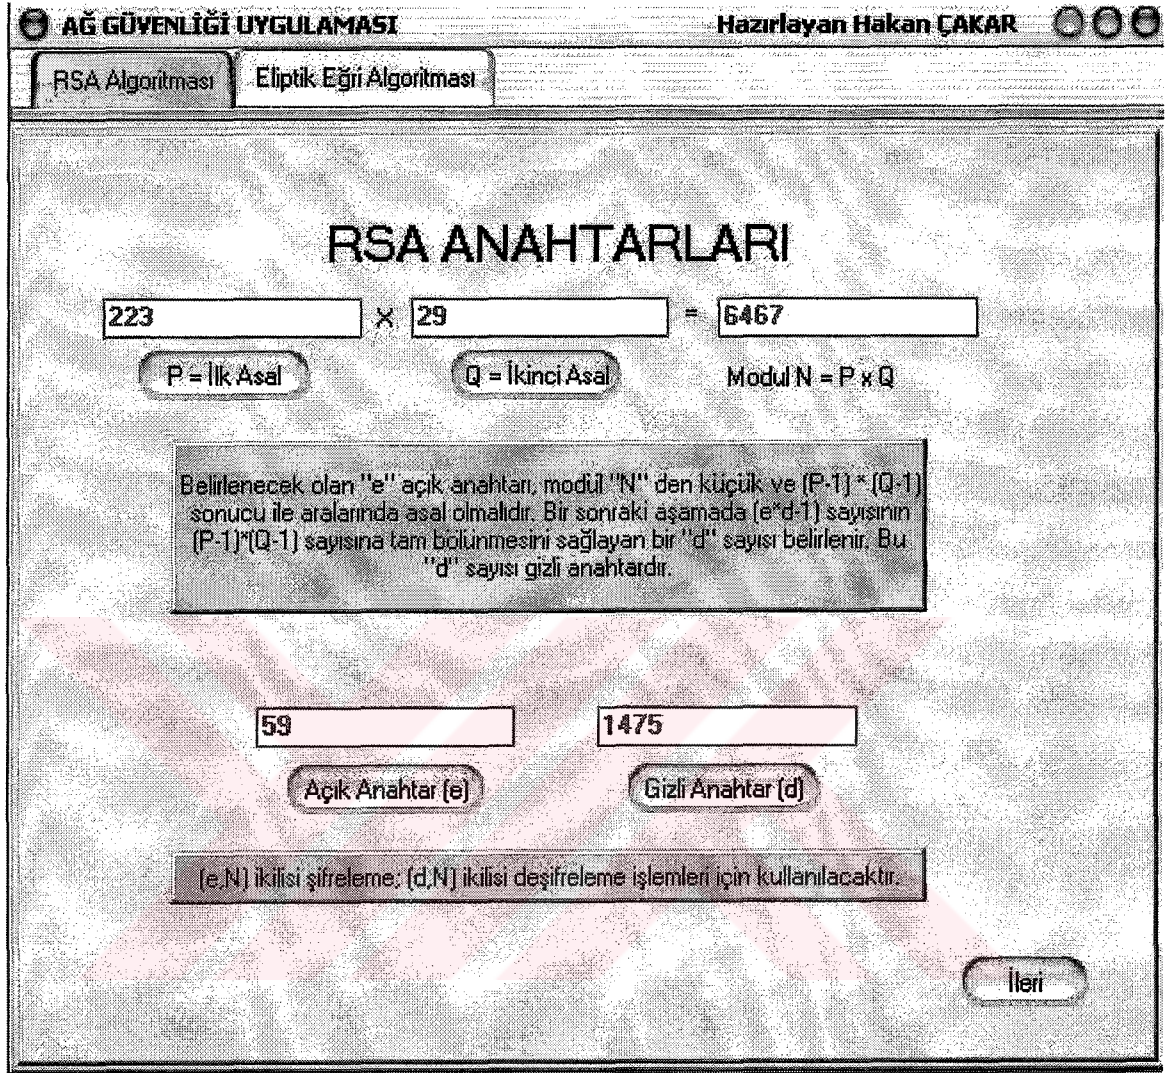 AĞ GÜVENLİĞİ UYGULAMASI Hazırlayan Hakan ÇAKAR
RSA Algoritması Eliptik Eğri Algoritması
RSA ANAHTARLARI
223 × 29 = 6467
P = İlk Asal Q = İkinci Asal Modul N = P x Q
Belirlenecek olan "e" açık anahtarı, modül "N" den küçük ve (P-1) * (Q-1)
sonucu ile aralarında asal olmalıdır. Bir sonraki aşamada (e*d-1) sayısının
(P-1)*(Q-1) sayısına tam bölünmesini sağlayan bir "d" sayısı belirlenir. Bu
"d" sayısı gizli anahtardır.
59 1475
Açık Anahtar (e) Gizli Anahtar (d)
(e,N) ikilisi şifreleme; (d,N) ikilisi deşifreleme işlemleri için kullanılacaktır.
İleri